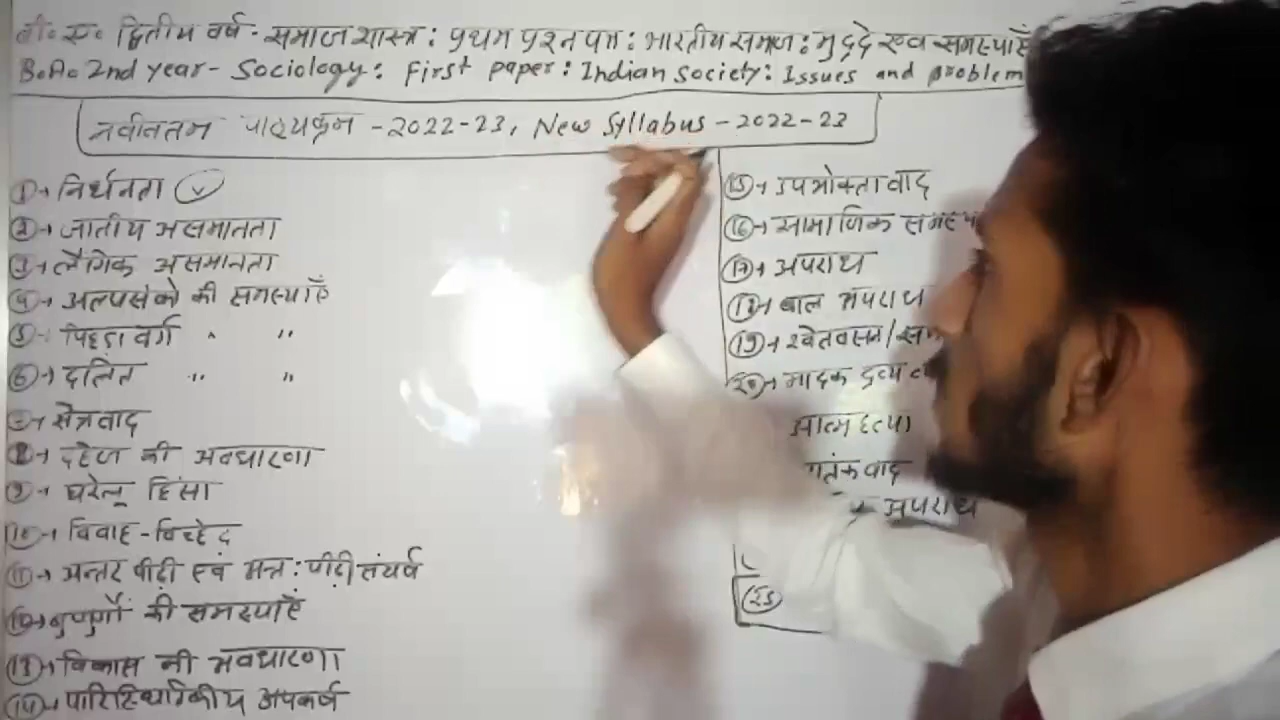 बी० ए० द्वितीय वर्ष - समाजशास्त्र : प्रथम प्रश्न पत्र : भारतीय समाज : मुद्दे एवं समस्याएँ
B.A. 2nd year - Sociology : First paper : Indian Society : Issues and problem
नवीनतम पाठ्यक्रम - 2022-23, New Syllabus - 2022-23
① → निर्धनता
② → जातीय असमानता
③ → लैंगिक असमानता
④ → अल्पसंको की समस्याएँ
⑤ → पिछड़ा वर्ग " "
⑥ → दलित " "
⑦ → क्षेत्रवाद
⑧ → दहेज की अवधारणा
⑨ → घरेलू हिंसा
⑩ → विवाह - विच्छेद
⑪ → अन्तर पीढ़ी एवं अन्त: पीढ़ी संघर्ष
⑫ → की समस्याएँ
⑬ → विकास की अवधारणा
⑭ → पारिस्थितिकीय अपकर्ष
⑮ → उपभोक्तावाद
⑯ → सामाजिक
⑰ → अपराध
⑱ → बाल अपराध
⑲ → श्वेतवसन /
⑳ → मादक द्रव्य
आत्महत्या
तंकवाद
अपराध
㉕